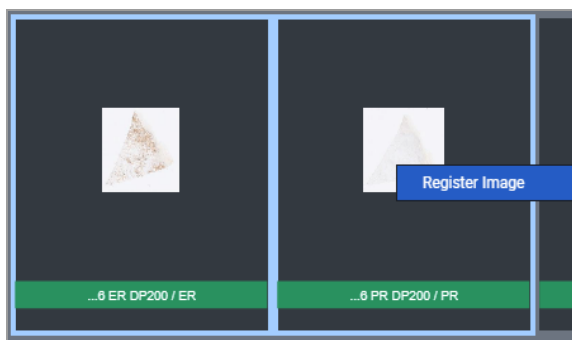 Register Image
...6 ER DP200 / ER
...6 PR DP200 / PR